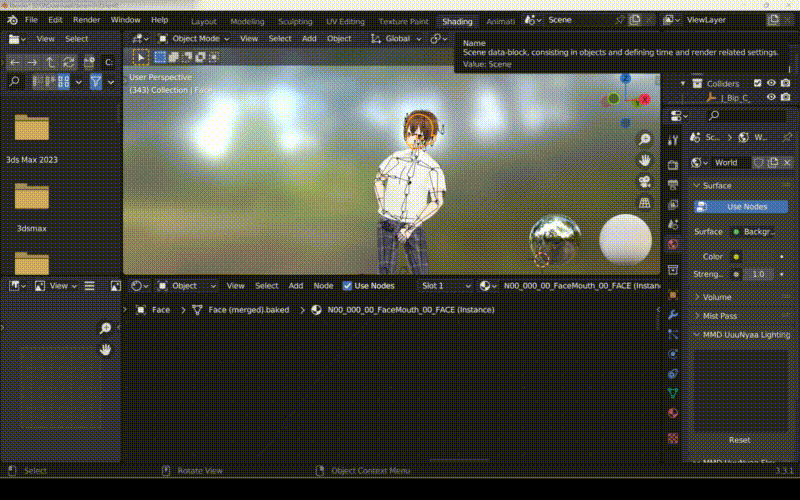 File Edit Render Window Help Layout Modeling Sculpting UV Editing Texture Paint Shading Animati Scene ViewLayer
View Select Object Mode View Select Add Object Global
Name
Scene data-block, consisting in objects and defining time and render related settings.
Value: Scene
C:
User Perspective
(343) Collection | Face
Colliders
J_Bip_C_
3ds Max 2023
3dsmax
Sc..
W..
World
Surface
Use Nodes
Surface Backgr..
Color
Streng.. 1.0
Volume
Mist Pass
MMD UuuNyaa Lighting
Reset
View Object View Select Add Node Use Nodes Slot 1 N00_000_00_FaceMouth_00_FACE (Instanc
Face Face (merged).baked N00_000_00_FaceMouth_00_FACE (Instance)
Select Rotate View Object Context Menu 3.3.1